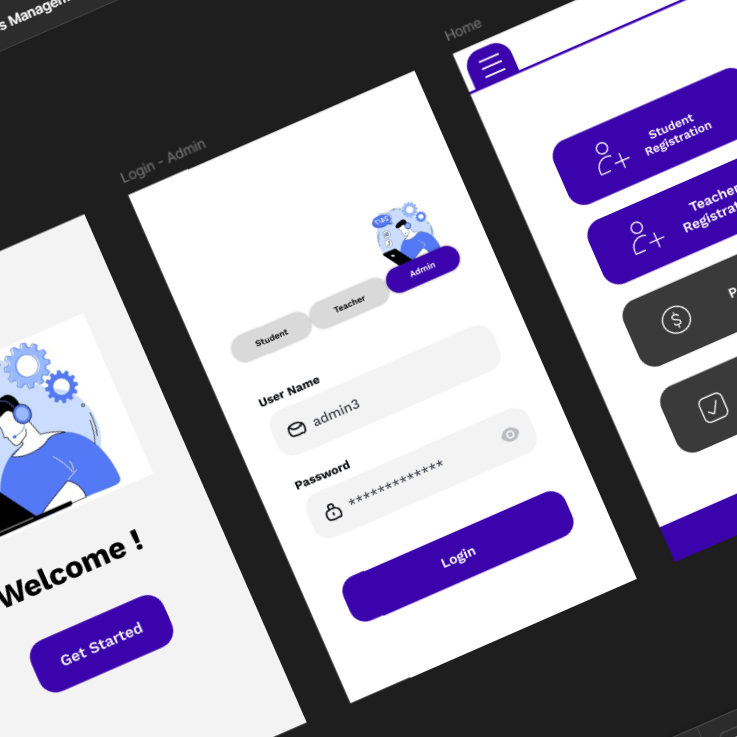 s Managem
Welcome !
Get Started
Login - Admin
Student
Teacher
Admin
User Name
admin3
Password
*************
Login
Home
Student
Registration
Teacher
Registrat
P